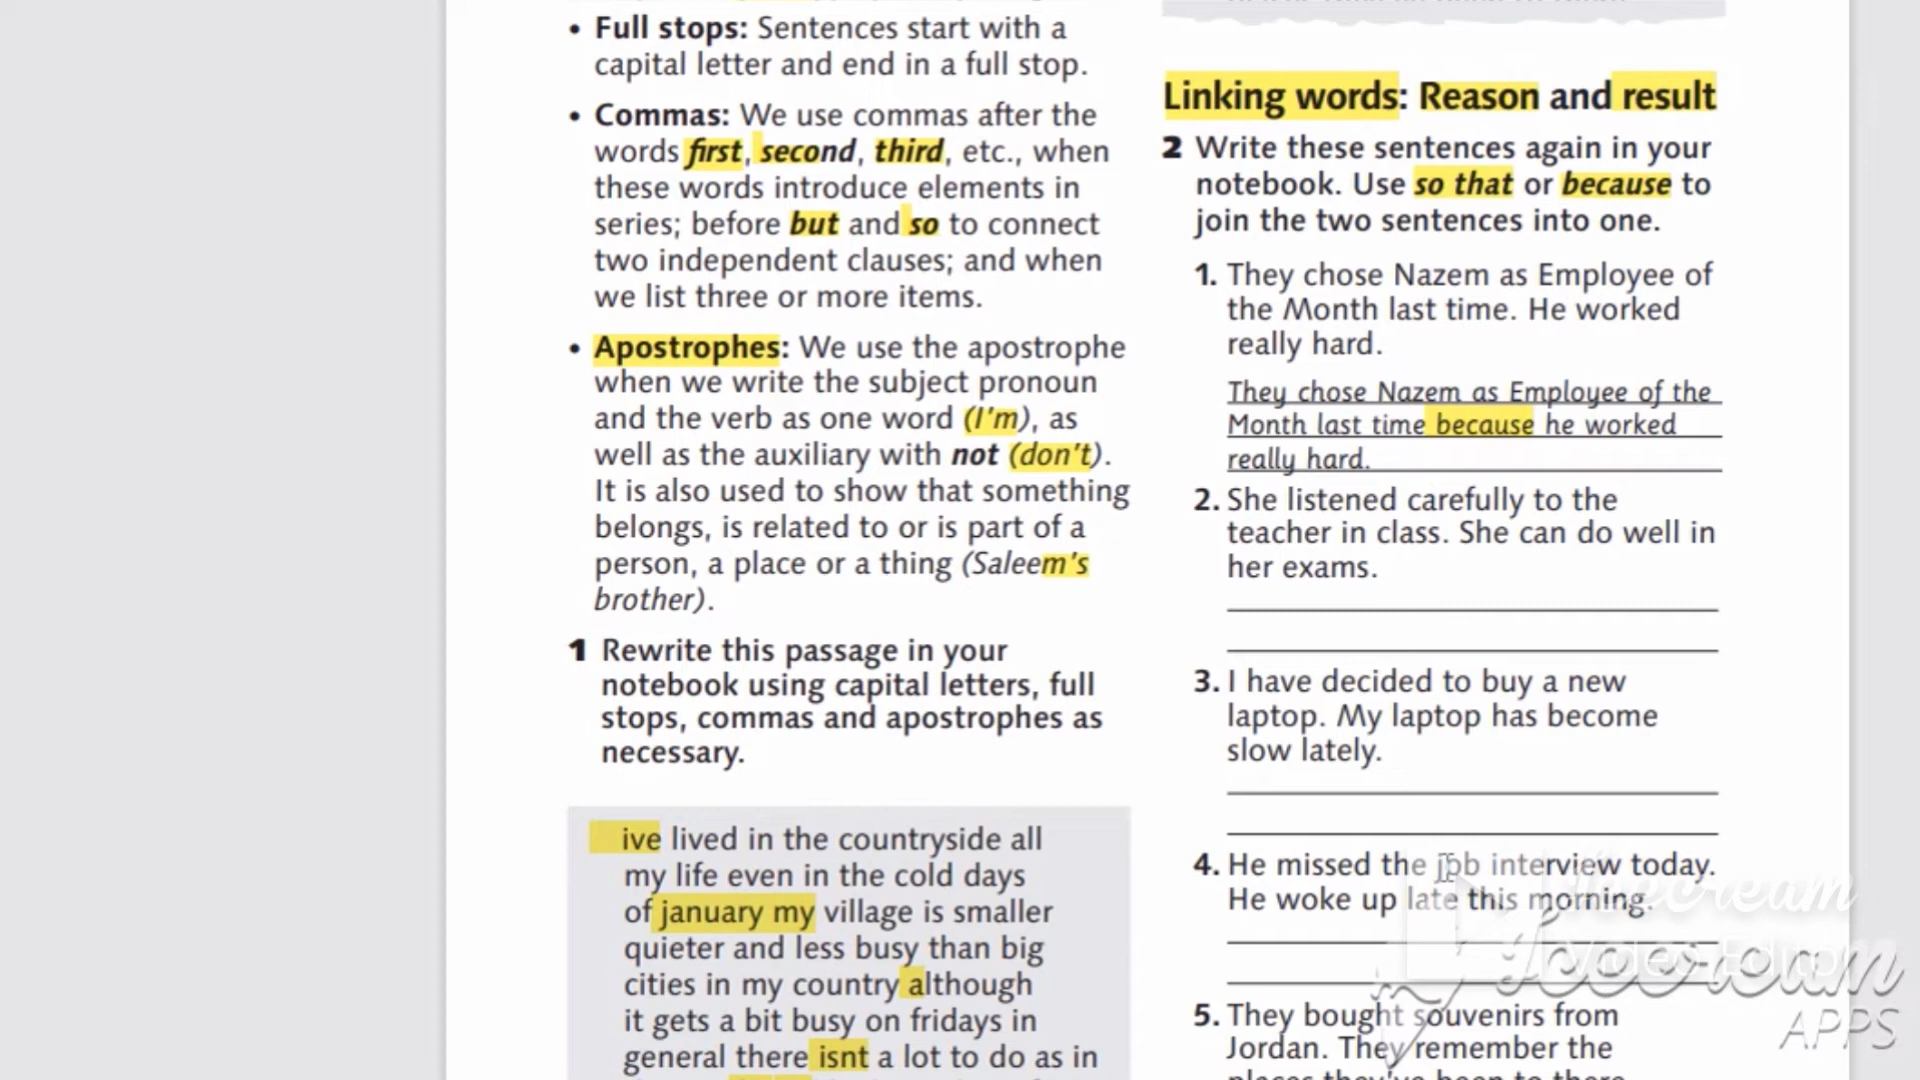 • Full stops: Sentences start with a
capital letter and end in a full stop.
• Commas: We use commas after the
words first, second, third, etc., when
these words introduce elements in
series; before but and so to connect
two independent clauses; and when
we list three or more items.
• Apostrophes: We use the apostrophe
when we write the subject pronoun
and the verb as one word (I'm), as
well as the auxiliary with not (don't).
It is also used to show that something
belongs, is related to or is part of a
person, a place or a thing (Saleem's
brother).
1 Rewrite this passage in your
notebook using capital letters, full
stops, commas and apostrophes as
necessary.
ive lived in the countryside all
my life even in the cold days
of january my village is smaller
quieter and less busy than big
cities in my country although
it gets a bit busy on fridays in
general there isnt a lot to do as in
Linking words: Reason and result
2 Write these sentences again in your
notebook. Use so that or because to
join the two sentences into one.
1. They chose Nazem as Employee of
the Month last time. He worked
really hard.
They chose Nazem as Employee of the
Month last time because he worked
really hard.
2. She listened carefully to the
teacher in class. She can do well in
her exams.
3. I have decided to buy a new
laptop. My laptop has become
slow lately.
4. He missed the job interview today.
He woke up late this morning.
5. They bought souvenirs from
Jordan. They remember the
places they've been to there
Icecream
Video Editor
Icecream
APPS